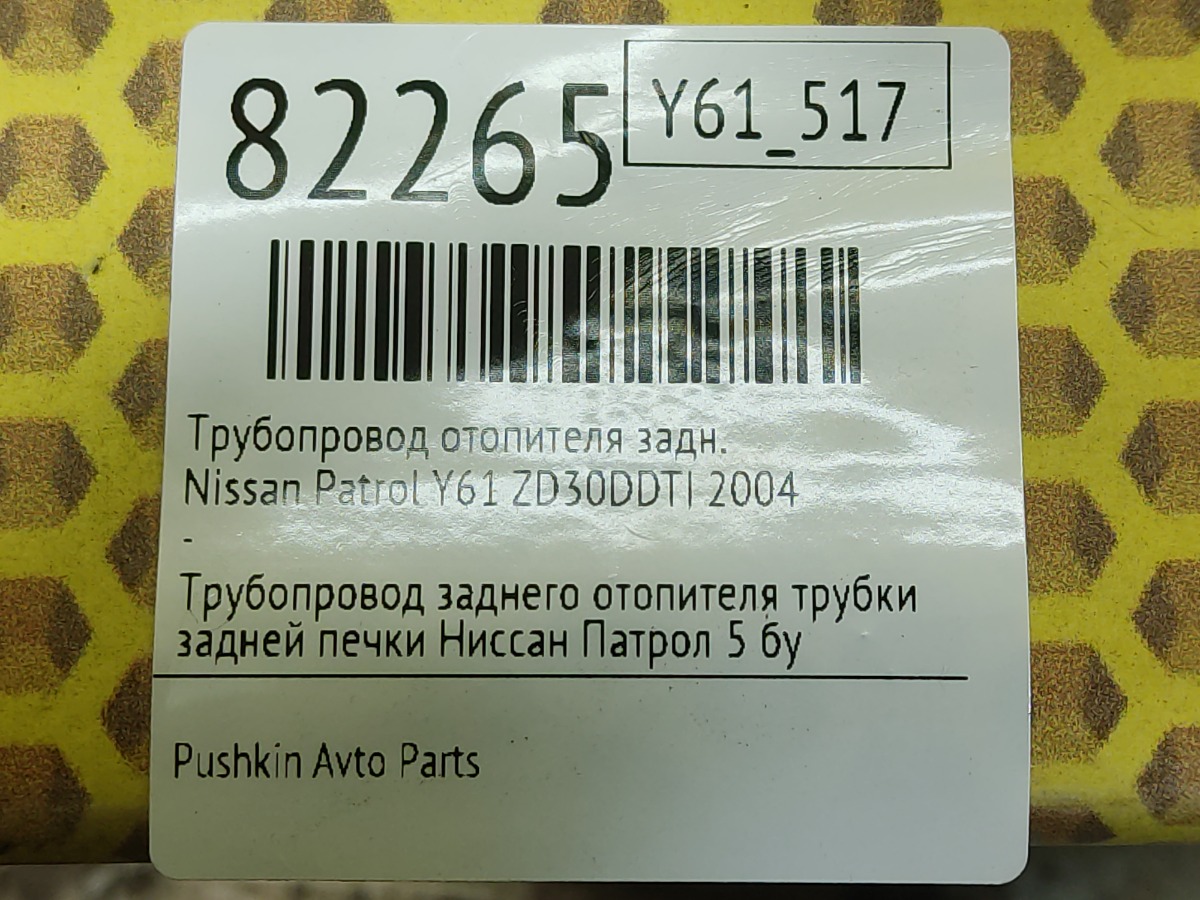 82265
Y61_517
Трубопровод отопителя задн.
Nissan Patrol Y61 ZD30DDTI 2004
-
Трубопровод заднего отопителя трубки
задней печки Ниссан Патрол 5 бу
Pushkin Avto Parts